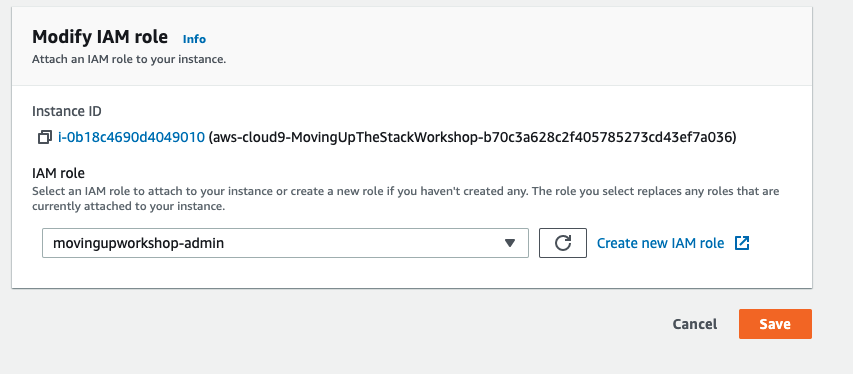 Modify IAM role Info
Attach an IAM role to your instance.
Instance ID
i-0b18c4690d4049010 (aws-cloud9-MovingUpTheStackWorkshop-b70c3a628c2f405785273cd43ef7a036)
IAM role
Select an IAM role to attach to your instance or create a new role if you haven't created any. The role you select replaces any roles that are
currently attached to your instance.
movingupworkshop-admin
Create new IAM role
Cancel
Save